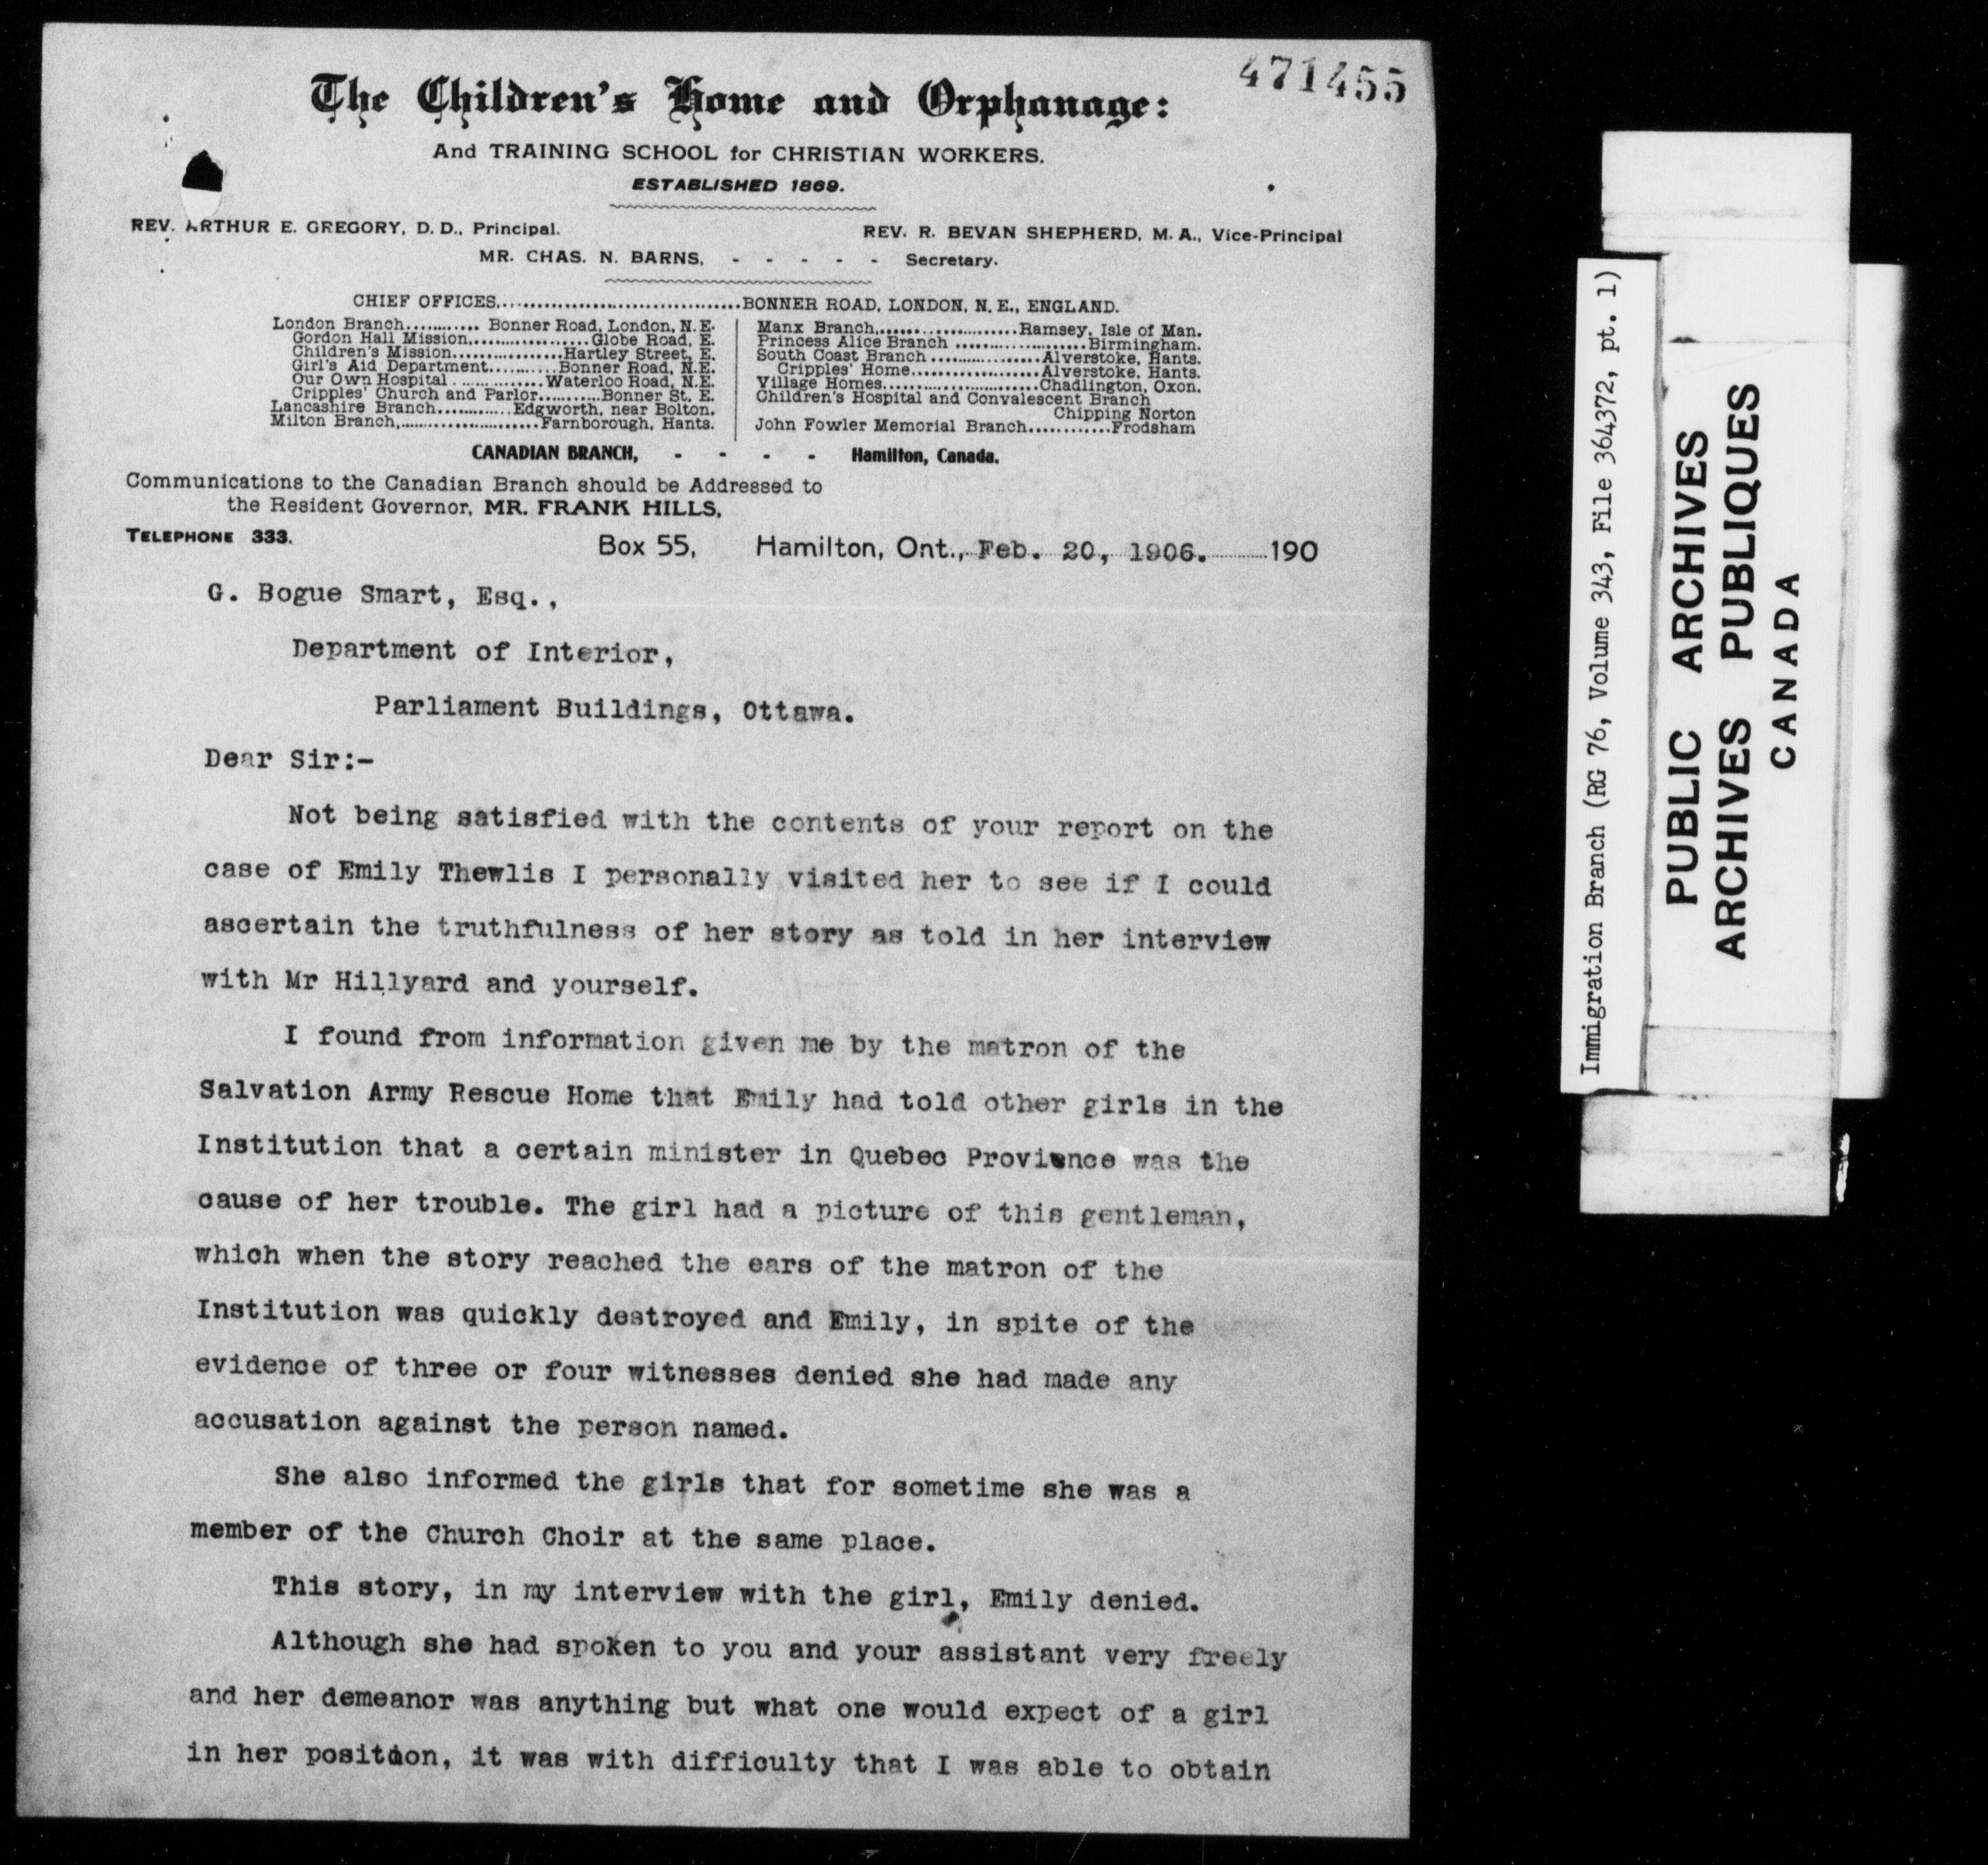 471455
The Children's Home and Orphanage:
And TRAINING SCHOOL for CHRISTIAN WORKERS.
ESTABLISHED 1869.
REV. ARTHUR E. GREGORY, D. D., Principal.
REV. R. BEVAN SHEPHERD, M. A., Vice-Principal
MR. CHAS. N. BARNS, - - - - - Secretary.
CHIEF OFFICES....................................BONNER ROAD, LONDON, N. E., ENGLAND.
London Branch........... Bonner Road, London, N. E.
Gordon Hall Mission..................Globe Road, E.
Children's Mission.................Hartley Street, E.
Girl's Aid Department..........Bonner Road, N.E.
Our Own Hospital ..............Waterloo Road, N.E.
Cripples' Church and Parlor..........Bonner St. E.
Lancashire Branch............Edgworth, near Bolton.
Milton Branch,......................Farnborough, Hants.
Manx Branch,.....................Ramsey, Isle of Man.
Princess Alice Branch ....................Birmingham.
South Coast Branch .................Alverstoke, Hants.
Cripples' Home...................Alverstoke, Hants.
Village Homes.......................Chadlington, Oxon.
Children's Hospital and Convalescent Branch
Chipping Norton
John Fowler Memorial Branch............Frodsham
CANADIAN BRANCH, - - - - Hamilton, Canada.
Communications to the Canadian Branch should be Addressed to
the Resident Governor, MR. FRANK HILLS,
TELEPHONE 333.
Box 55, Hamilton, Ont., Feb. 20, 1906. 190
G. Bogue Smart, Esq.,
Department of Interior,
Parliament Buildings, Ottawa.
Dear Sir:-
Not being satisfied with the contents of your report on the
case of Emily Thewlis I personally visited her to see if I could
ascertain the truthfulness of her story as told in her interview
with Mr Hillyard and yourself.
I found from information given me by the matron of the
Salvation Army Rescue Home that Emily had told other girls in the
Institution that a certain minister in Quebec Provience was the
cause of her trouble. The girl had a picture of this gentleman,
which when the story reached the ears of the matron of the
Institution was quickly destroyed and Emily, in spite of the
evidence of three or four witnesses denied she had made any
accusation against the person named.
She also informed the girls that for sometime she was a
member of the Church Choir at the same place.
This story, in my interview with the girl, Emily denied.
Although she had spoken to you and your assistant very freely
and her demeanor was anything but what one would expect of a girl
in her position, it was with difficulty that I was able to obtain
Immigration Branch (RG 76, Volume 343, File 364372, pt. 1)
PUBLIC ARCHIVES
ARCHIVES PUBLIQUES
CANADA